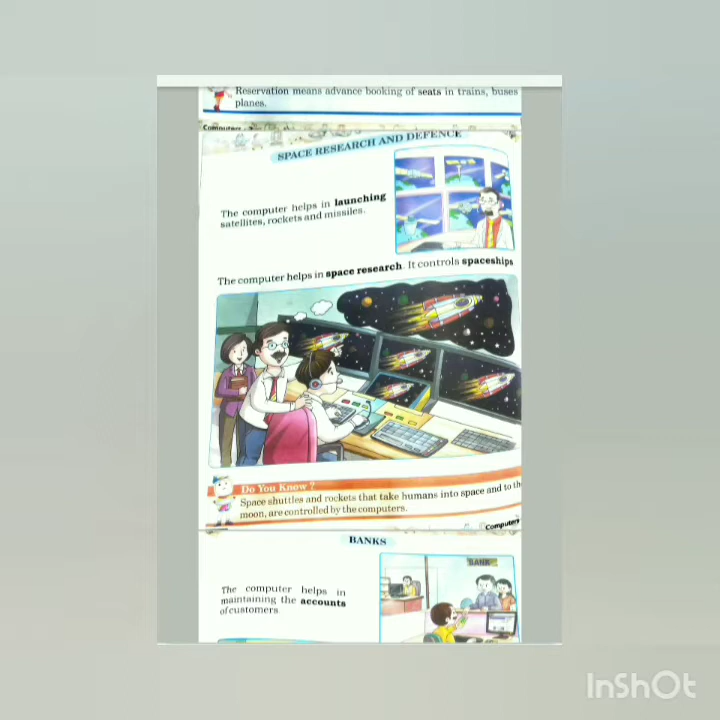 Reservation means advance booking of seats in trains, buses
planes.
Computers
SPACE RESEARCH AND DEFENCE
The computer helps in launching
satellites, rockets and missiles.
The computer helps in space research. It controls spaceships
Do You Know ?
Space shuttles and rockets that take humans into space and to th
moon, are controlled by the computers.
Computers
BANKS
The computer helps in
maintaining the accounts
of customers
BANK
InShOt